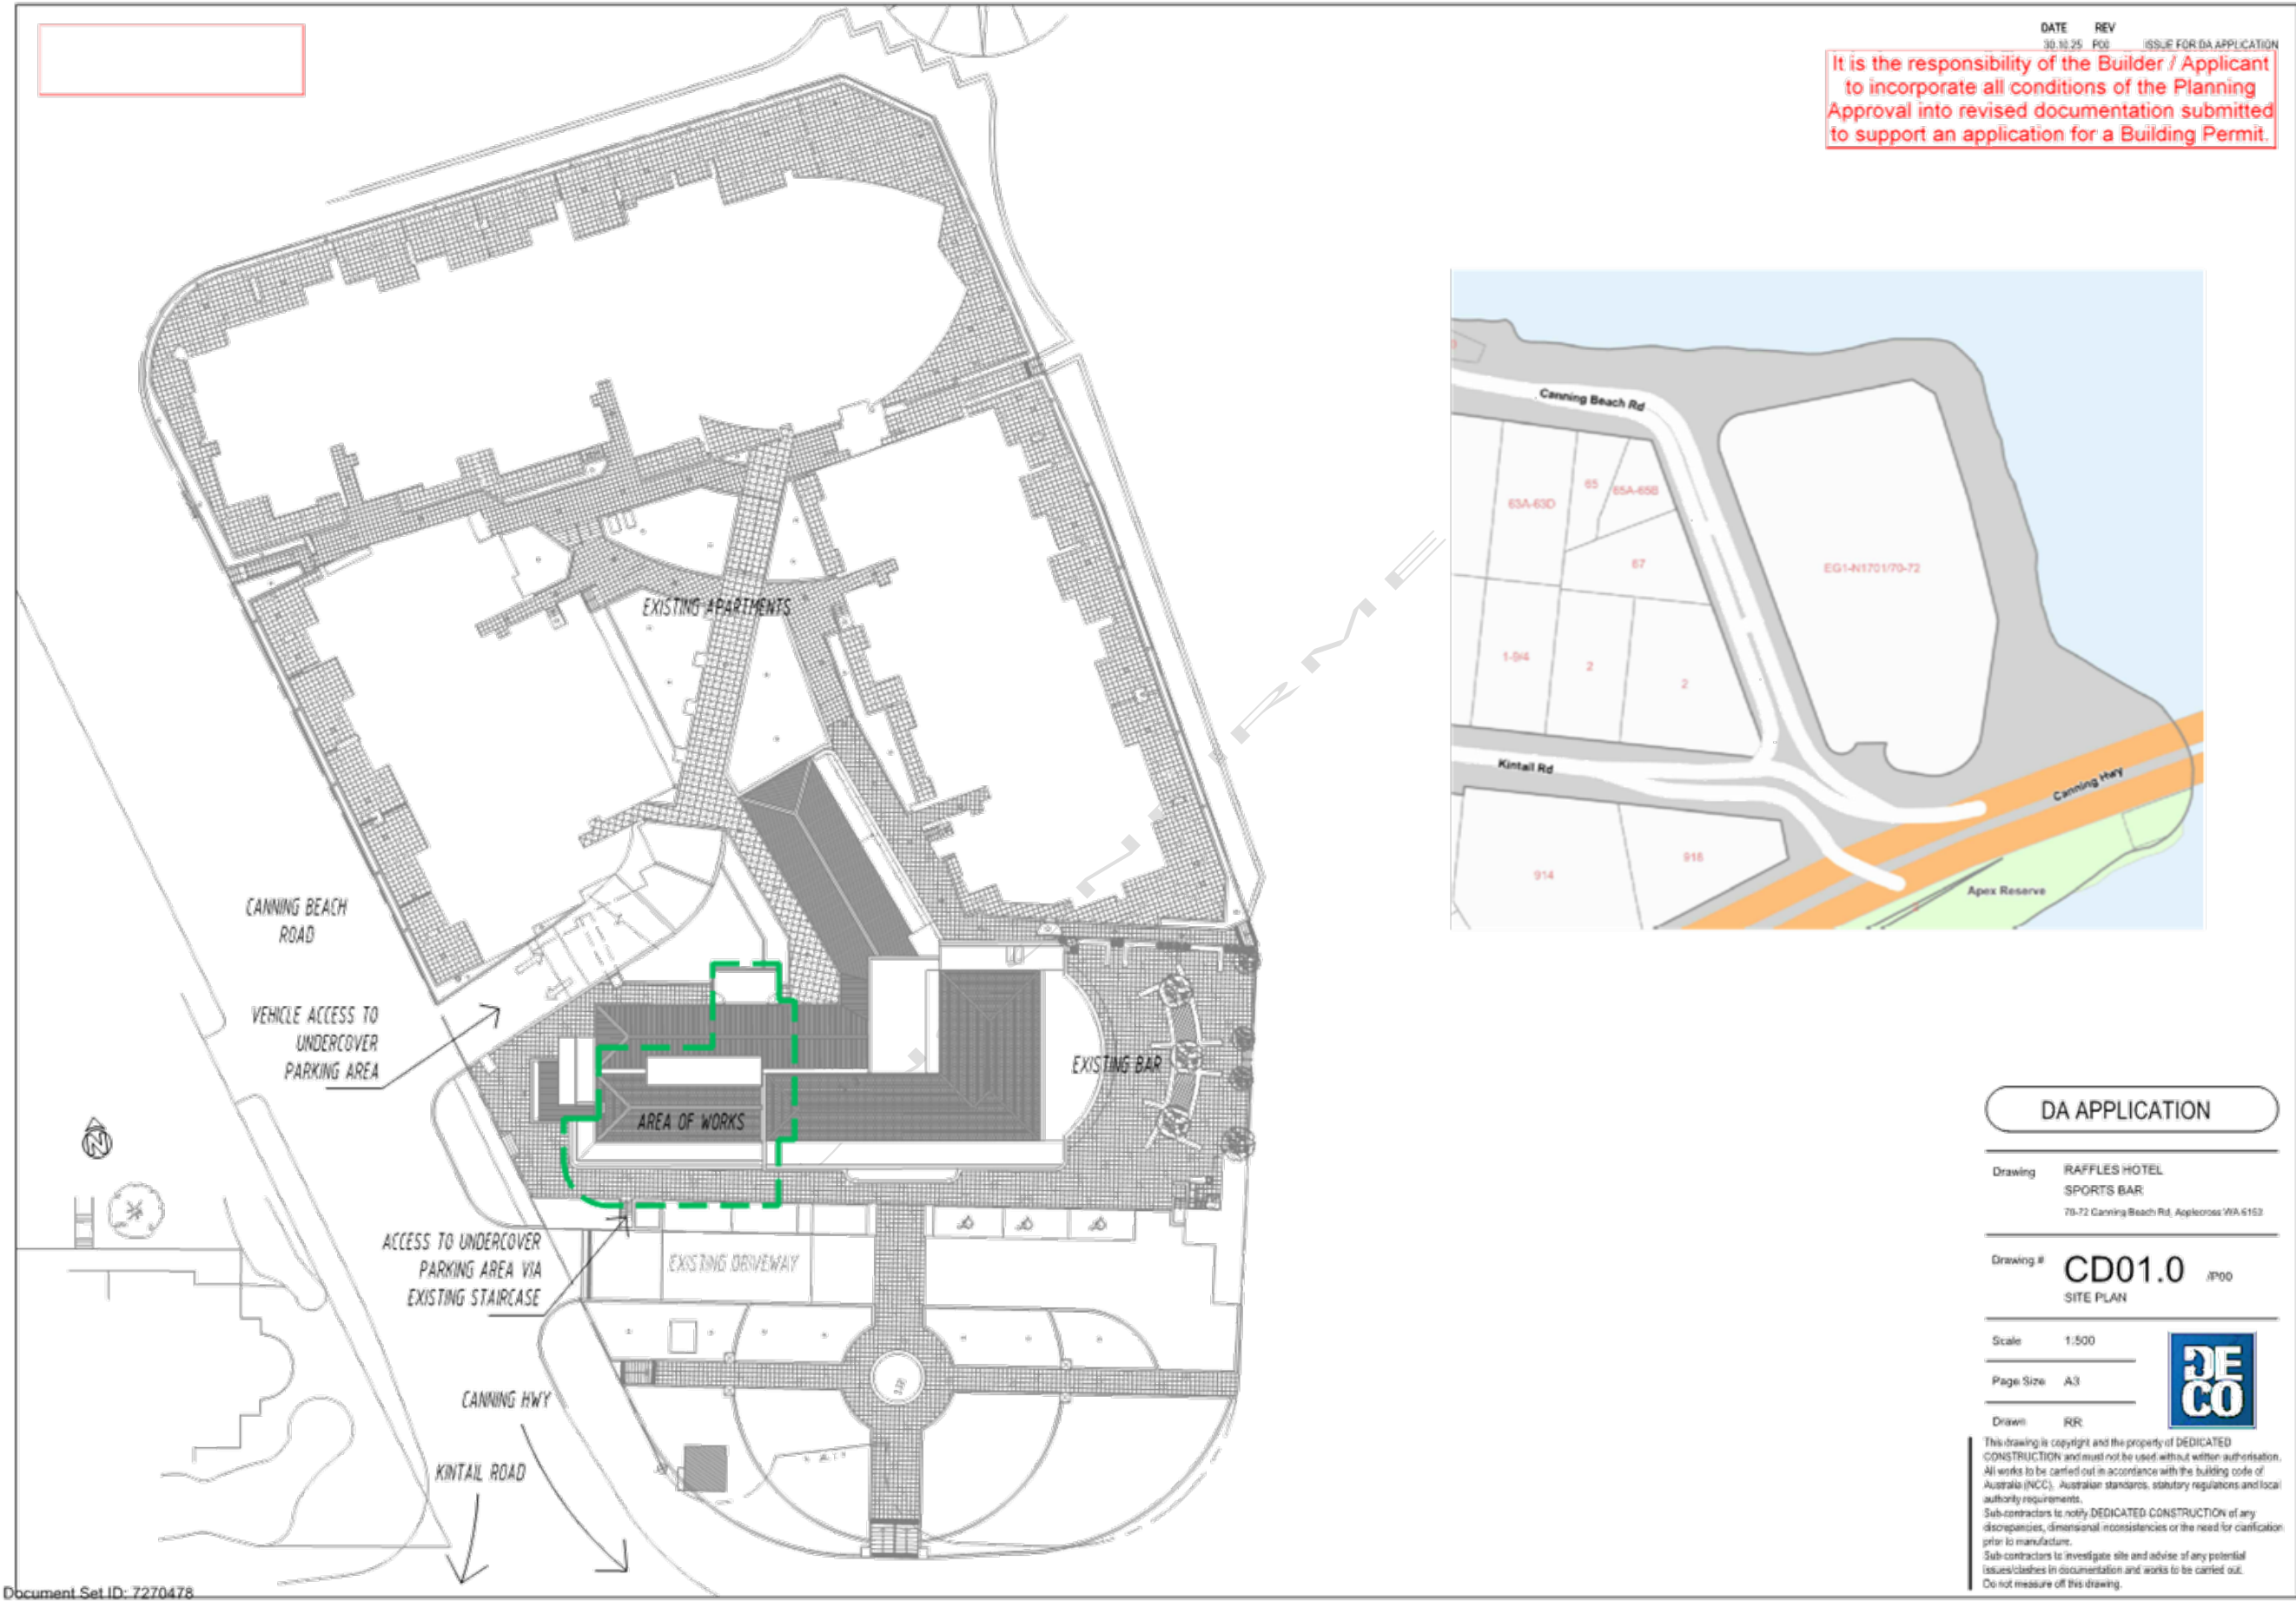 DATE REV
30.10.25 P00 ISSUE FOR DA APPLICATION
It is the responsibility of the Builder / Applicant
to incorporate all conditions of the Planning
Approval into revised documentation submitted
to support an application for a Building Permit.
Canning Beach Rd
63A-63D
65
65A-65B
67
EG1-N1701/70-72
1-9/4
2
2
Kintail Rd
Canning Hwy
914
918
Apex Reserve
EXISTING APARTMENTS
CANNING BEACH
ROAD
VEHICLE ACCESS TO
UNDERCOVER
PARKING AREA
EXISTING BAR
AREA OF WORKS
N
ACCESS TO UNDERCOVER
PARKING AREA VIA
EXISTING STAIRCASE
EXISTING DRIVEWAY
CANNING HWY
KINTAIL ROAD
DA APPLICATION
Drawing RAFFLES HOTEL
SPORTS BAR
70-72 Canning Beach Rd, Applecross WA 6153
Drawing # CD01.0 /P00
SITE PLAN
Scale 1:500
Page Size A3
Drawn RR
DE
CO
This drawing is copyright and the property of DEDICATED
CONSTRUCTION and must not be used without written authorisation.
All works to be carried out in accordance with the building code of
Australia (NCC), Australian standards, statutory regulations and local
authority requirements.
Sub-contractors to notify DEDICATED CONSTRUCTION of any
discrepancies, dimensional inconsistencies or the need for clarification
prior to manufacture.
Sub-contractors to investigate site and advise of any potential
issues/clashes in documentation and works to be carried out.
Do not measure off this drawing.
Document Set ID: 7270478